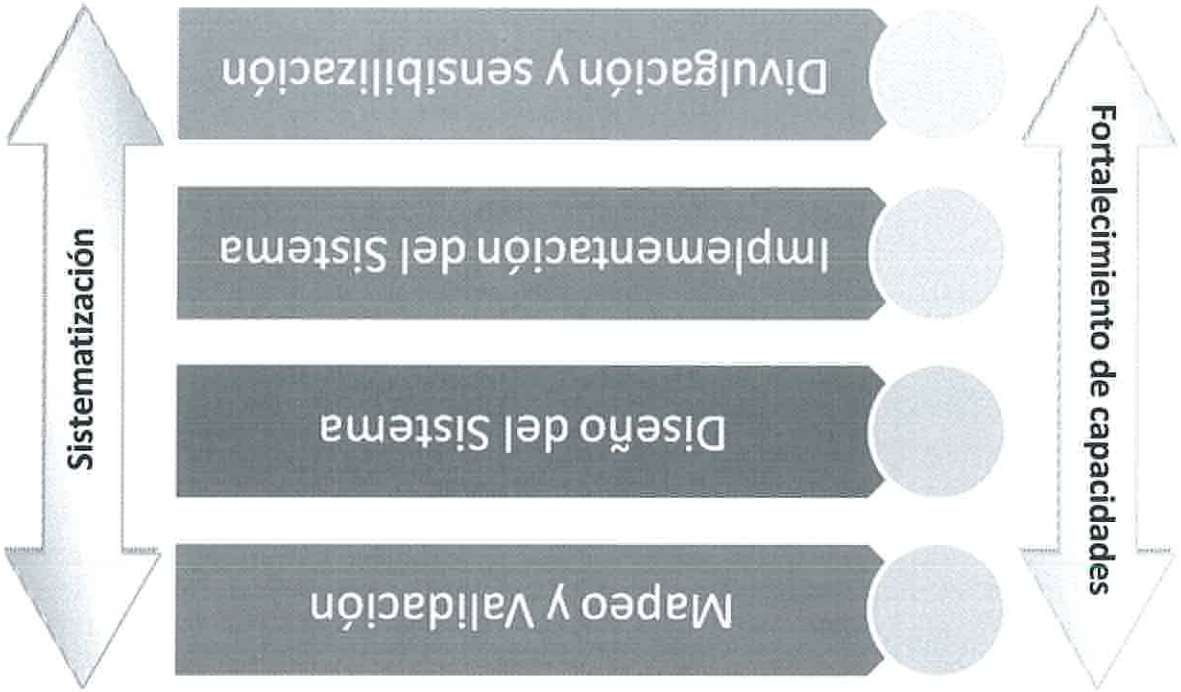 Fortalecimiento de capacidades
Mapeo y Validación
Diseño del Sistema
Implementación del Sistema
Divulgación y sensibilización
Sistematización